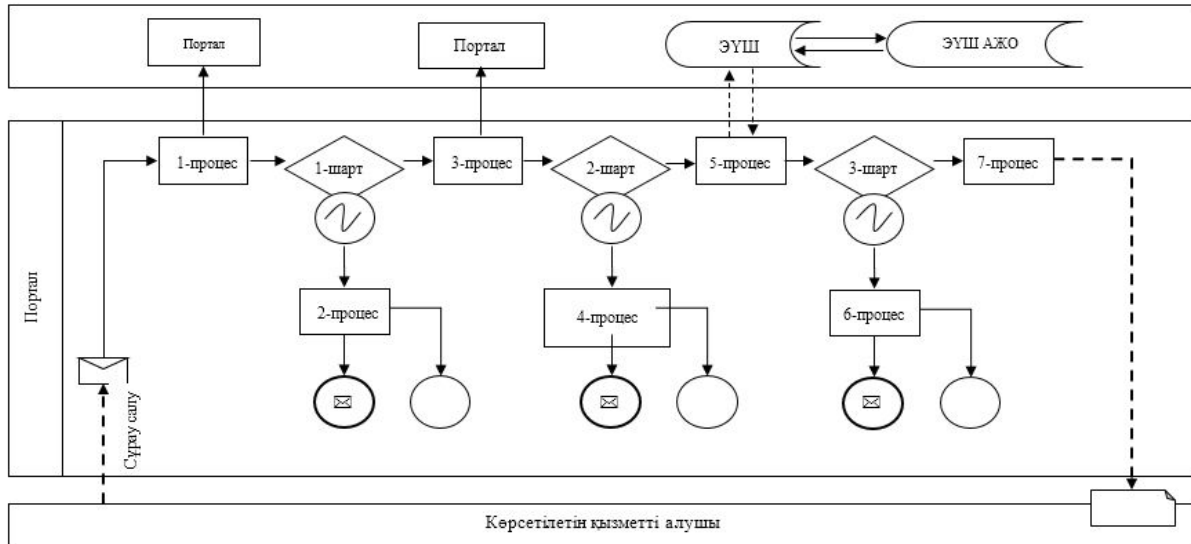 Портал
Портал
ЭҮШ
ЭҮШ АЖО
Портал
1-процес
1-шарт
3-процес
2-шарт
5-процес
3-шарт
7-процес
2-процес
4-процес
6-процес
Сұрау салу
Көрсетілетін қызметті алушы